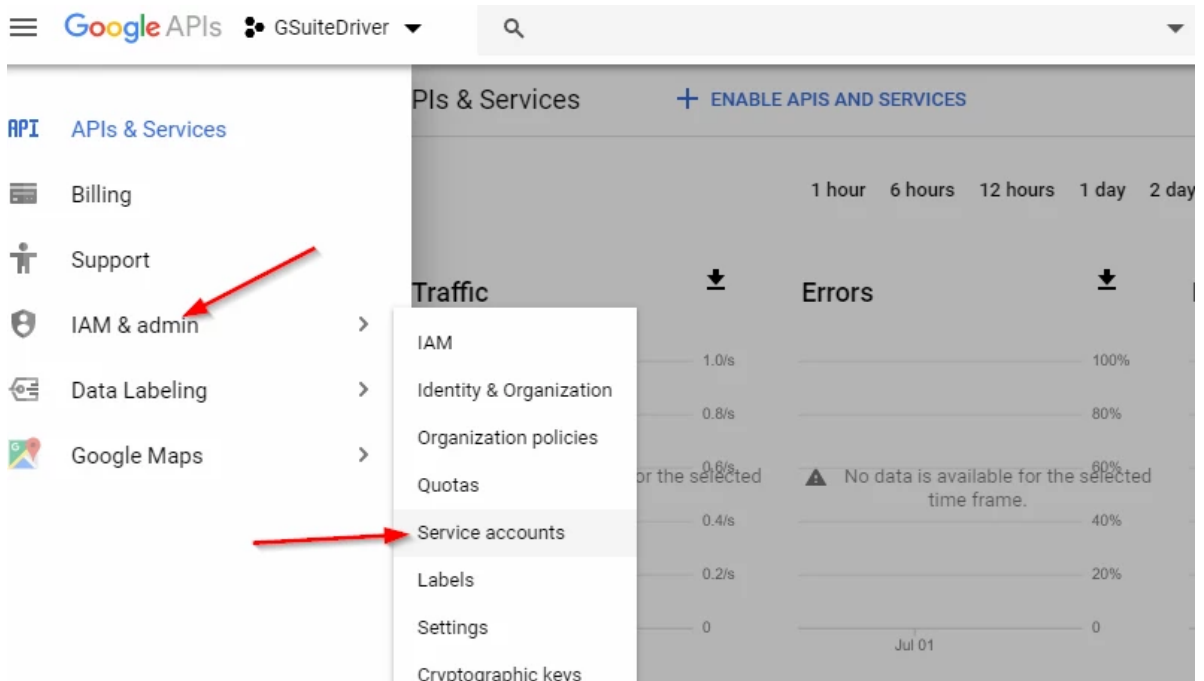 Google APIs GSuiteDriver
PIs & Services ENABLE APIS AND SERVICES
API APIs & Services
Billing
Support
IAM & admin
Data Labeling
Google Maps
IAM
Identity & Organization
Organization policies
Quotas
Service accounts
Labels
Settings
Cryptographic keys
1 hour 6 hours 12 hours 1 day 2 day
Traffic
1.0/s
0.8/s
0.6/s
or the selected
0.4/s
0.2/s
0
Errors
100%
80%
60%
No data is available for the selected
time frame.
40%
20%
0
Jul 01